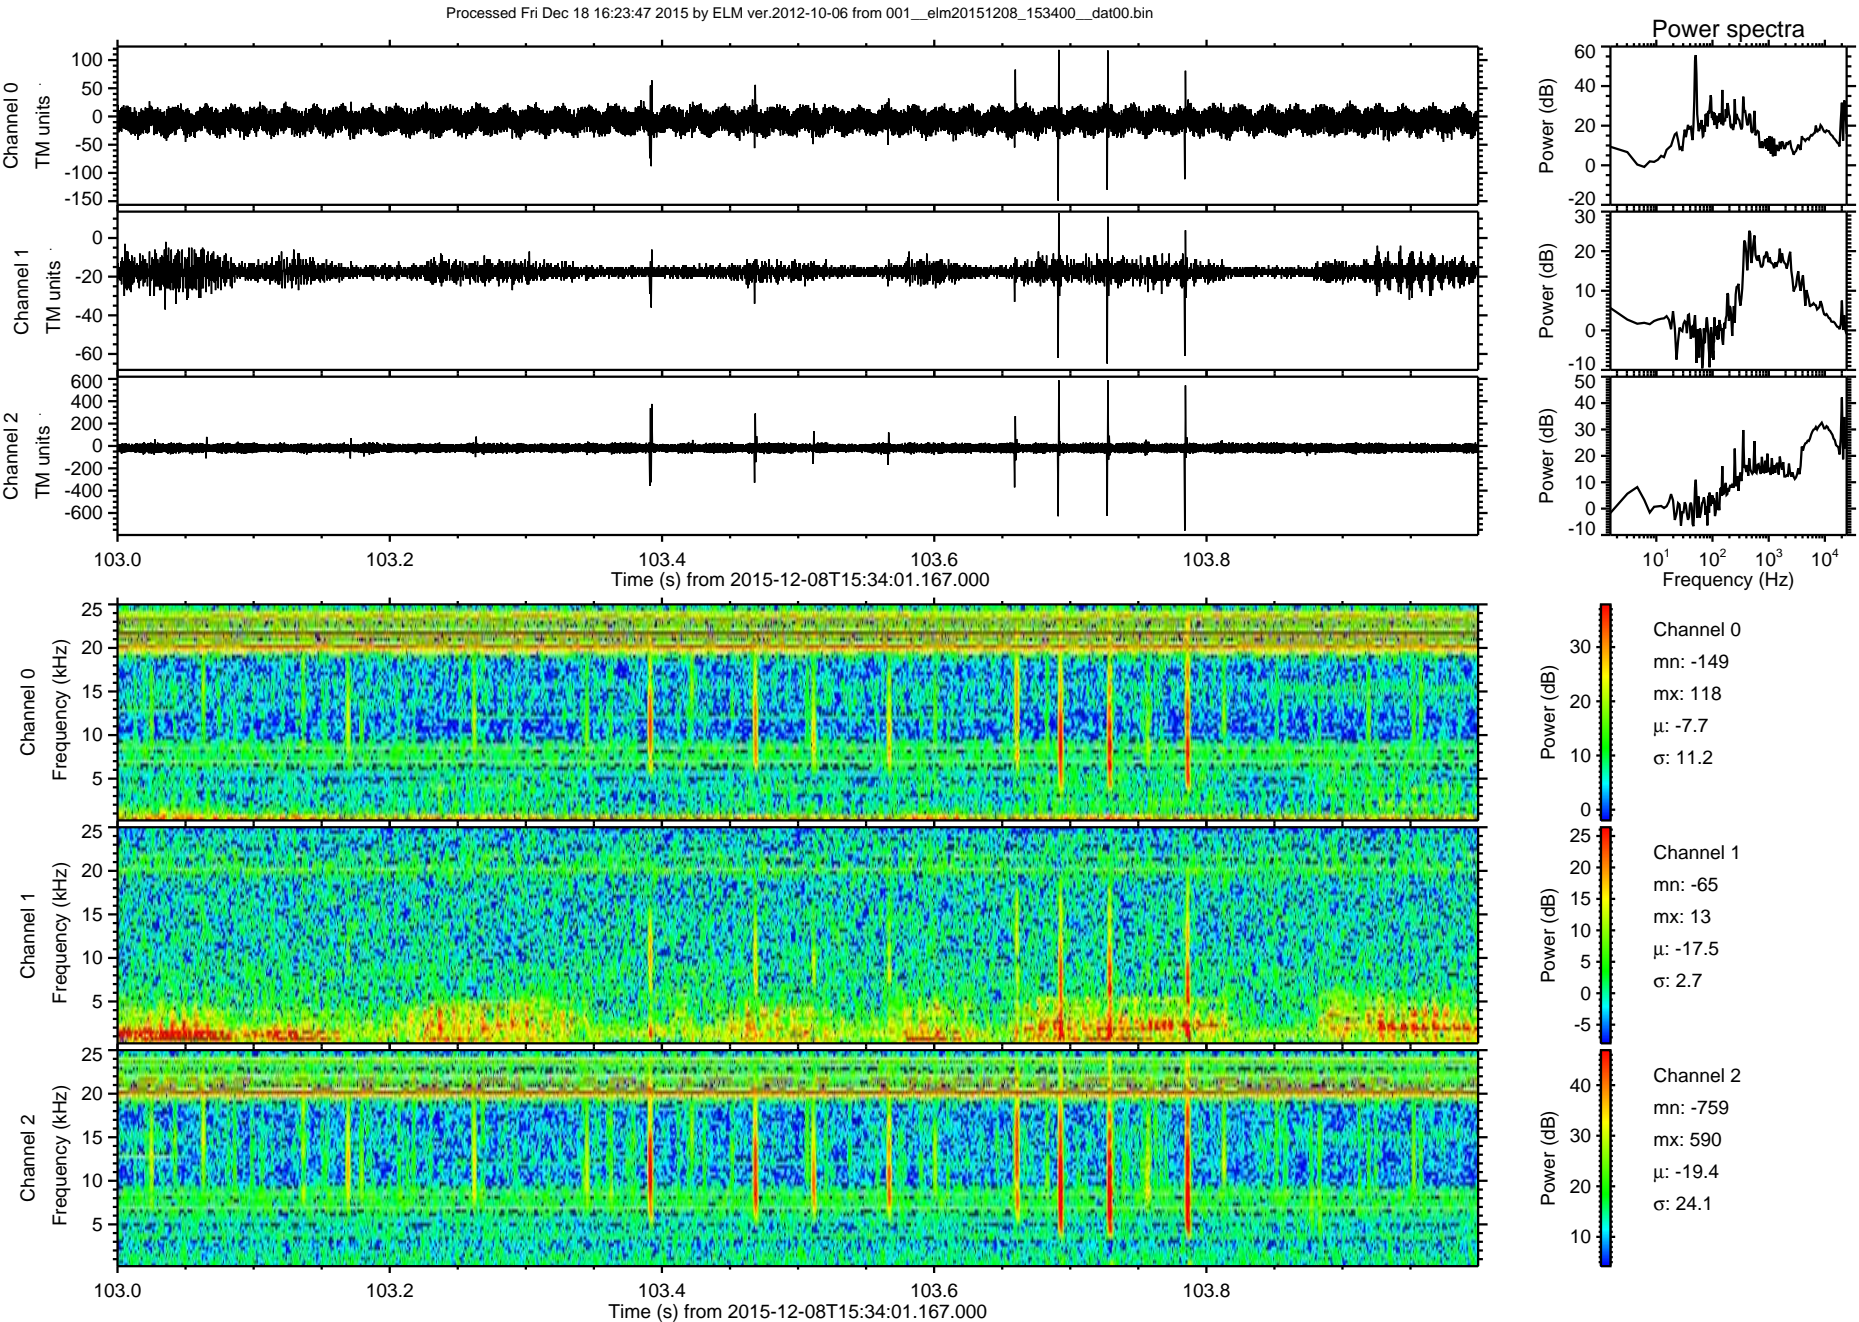 Processed Fri Dec 18 16:23:47 2015 by ELM ver.2012-10-06 from 001__elm20151208_153400__dat00.bin
Power spectra
Channel 0
TM units
100
50
0
-50
-100
-150
Power (dB)
60
40
20
0
-20
Channel 1
TM units
0
-20
-40
-60
Power (dB)
30
20
10
0
-10
Channel 2
TM units
600
400
200
0
-200
-400
-600
Power (dB)
50
40
30
20
10
0
-10
103.0 103.2 103.4 103.6 103.8
Time (s) from 2015-12-08T15:34:01.167.000
10¹ 10² 10³ 10⁴
Frequency (Hz)
Channel 0
Frequency (kHz)
25
20
15
10
5
Power (dB)
30
20
10
0
Channel 0
mn: -149
mx: 118
μ: -7.7
σ: 11.2
Channel 1
Frequency (kHz)
25
20
15
10
5
Power (dB)
25
20
15
10
5
0
-5
Channel 1
mn: -65
mx: 13
μ: -17.5
σ: 2.7
Channel 2
Frequency (kHz)
25
20
15
10
5
Power (dB)
40
30
20
10
Channel 2
mn: -759
mx: 590
μ: -19.4
σ: 24.1
103.0 103.2 103.4 103.6 103.8
Time (s) from 2015-12-08T15:34:01.167.000